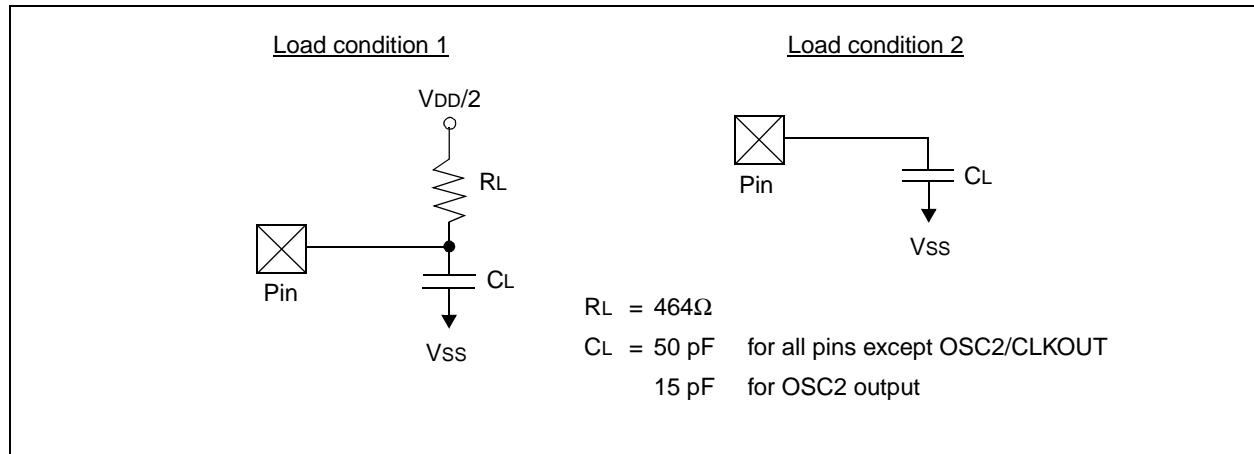 Load condition 1
VDD/2
RL
Pin
CL
VSS
Load condition 2
Pin
CL
VSS
RL = 464Ω
CL = 50 pF for all pins except OSC2/CLKOUT
15 pF for OSC2 output